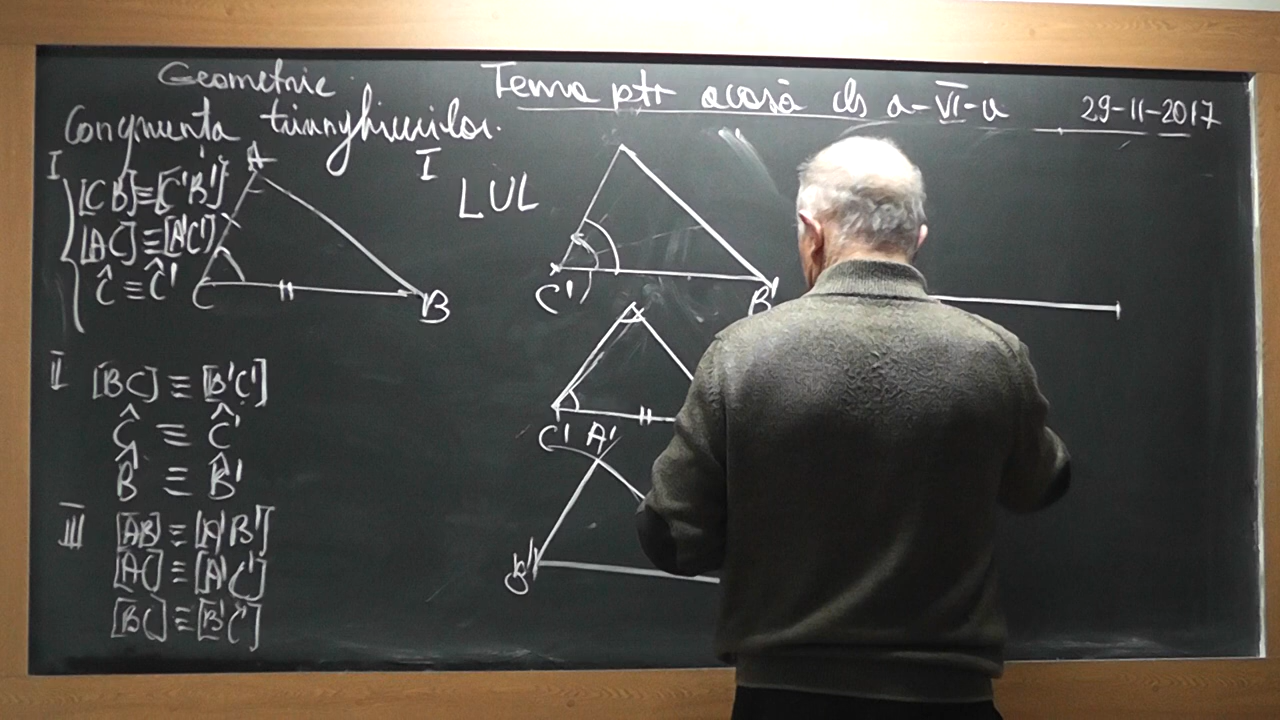 Geometrie
Tema ptr acasă cls a-VI-a
29-11-2017
Congruenta triunghiurilor.
I
[CB]≡[C'B']
[AC]≡[A'C']
Ĉ≡Ĉ'
A
C
B
I
LUL
C'
B'
II
[BC]≡[B'C']
Ĉ≡Ĉ'
B̂≡B̂'
C'
A'
III
[AB]≡[A'B']
[AC]≡[A'C']
[BC]≡[B'C']
B'